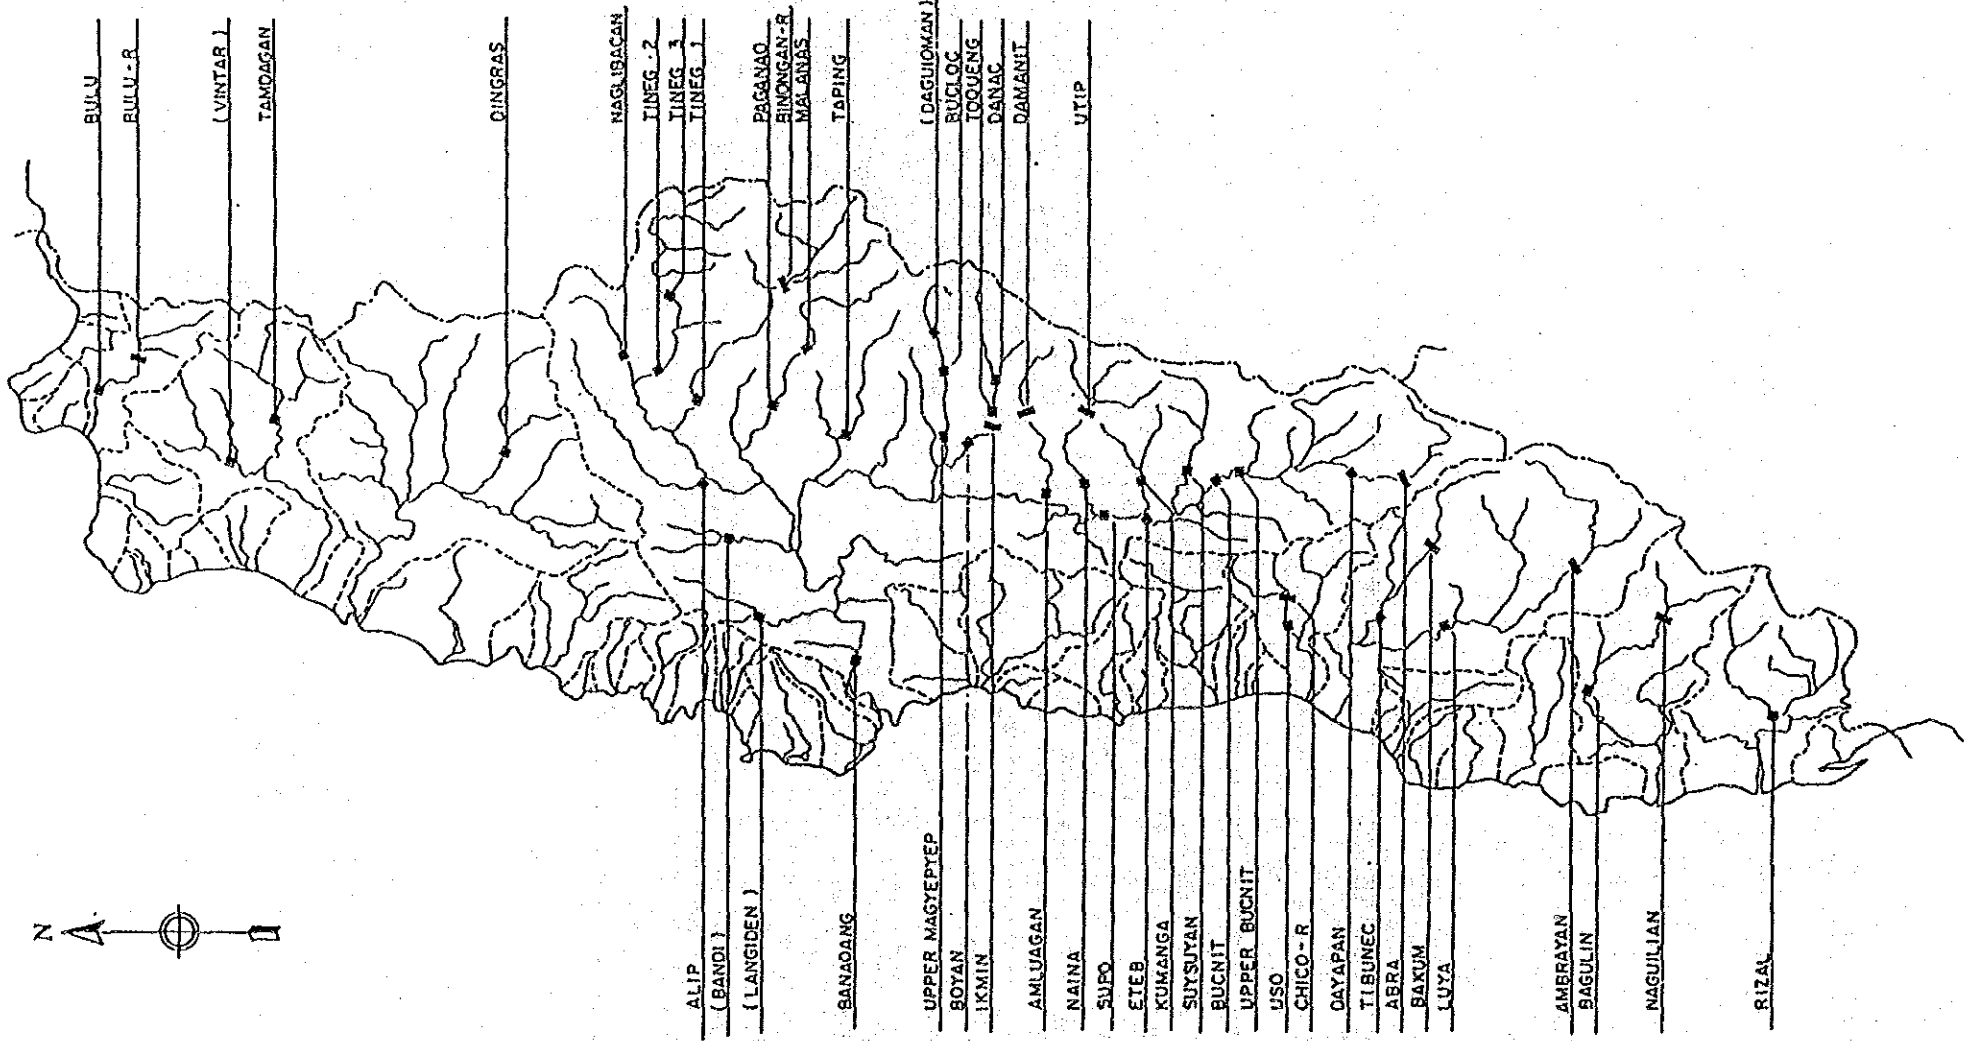 BULU
BULU-R
(VINTAR)
TAMDAGAN
DINGRAS
NAGLIBACAN
TINEG 2
TINEG 3
TINEG 1
PAGANAO
BINONGAN-R
MALANAS
TAPING
(DAGUIOMAN)
BUCLOC
TODUENG
DANAC
DAMANIT
UTIP
N
ALIP
(BANDI)
(LANGIDEN)
BANAOANG
UPPER MAGYEPYEP
BOYAN
IKMIN
AMLUAGAN
NAINA
SUPO
ETEB
KUMANGA
SUYSUYAN
BUCNIT
UPPER BUCNIT
USO
CHICO-R
DAYAPAN
TIBUNEC
ABRA
BAKUM
LUYA
AMBRAYAN
BAGULIN
NAGUILIAN
RIZAL